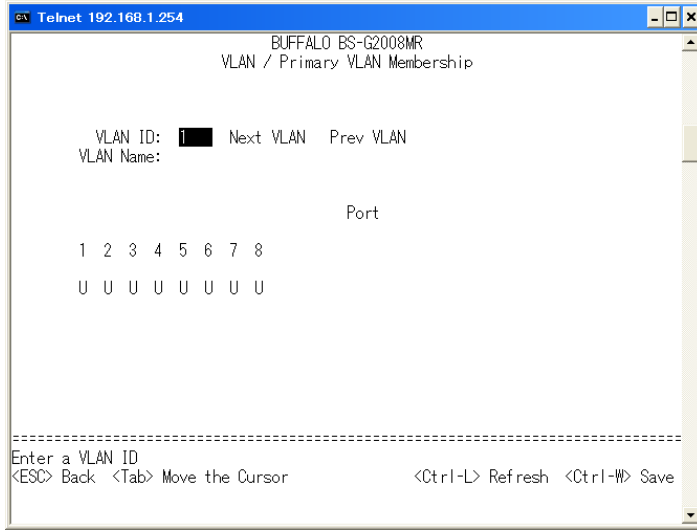 Telnet 192.168.1.254
BUFFALO BS-G2008MR
VLAN / Primary VLAN Membership
VLAN ID: 1 Next VLAN Prev VLAN
VLAN Name:
Port
1 2 3 4 5 6 7 8
U U U U U U U U
================================================================================
Enter a VLAN ID
<ESC> Back <Tab> Move the Cursor <Ctrl-L> Refresh <Ctrl-W> Save